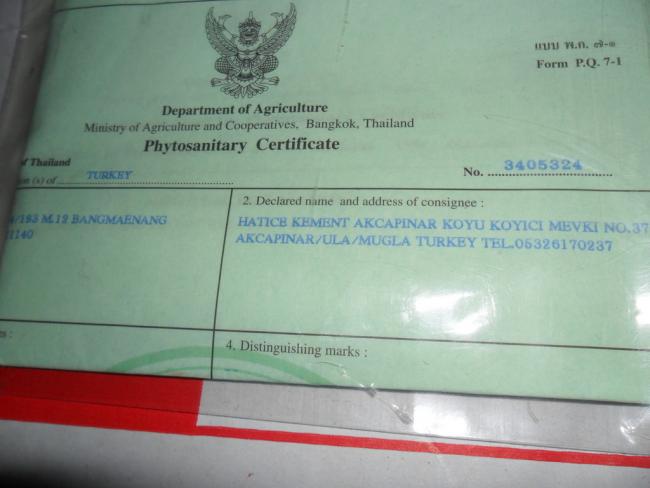 แบบ พ.ก. ๗-๑
Form P.Q. 7-1
Department of Agriculture
Ministry of Agriculture and Cooperatives, Bangkok, Thailand
Phytosanitary Certificate
of Thailand
(s) of TURKEY
No. 3405324
/193 M.12 BANGMAENANG
1140
2. Declared name and address of consignee :
HATICE KEMENT AKCAPINAR KOYU KOYICI MEVKI NO.37
AKCAPINAR/ULA/MUGLA TURKEY TEL.05326170237
4. Distinguishing marks :